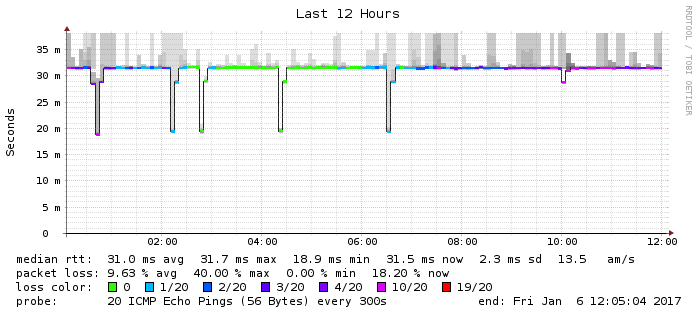 Last 12 Hours
RRDTOOL / TOBI OETIKER
Seconds
35 m
30 m
25 m
20 m
15 m
10 m
5 m
0
02:00 04:00 06:00 08:00 10:00 12:00
median rtt: 31.0 ms avg 31.7 ms max 18.9 ms min 31.5 ms now 2.3 ms sd 13.5 am/s
packet loss: 9.63 % avg 40.00 % max 0.00 % min 18.20 % now
loss color: 0 1/20 2/20 3/20 4/20 10/20 19/20
probe: 20 ICMP Echo Pings (56 Bytes) every 300s end: Fri Jan 6 12:05:04 2017